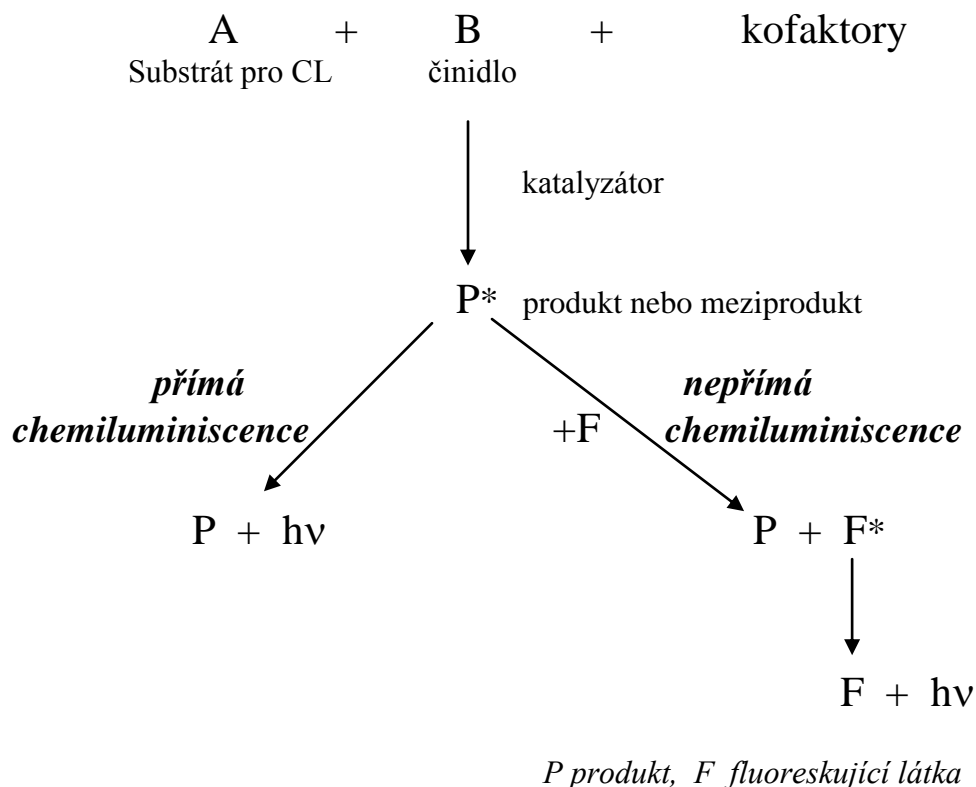 A + B + kofaktory
Substrát pro CL činidlo
katalyzátor
P* produkt nebo meziprodukt
přímá nepřímá
chemiluminiscence +F chemiluminiscence
P + hν P + F*
F + hν
P produkt, F fluoreskující látka